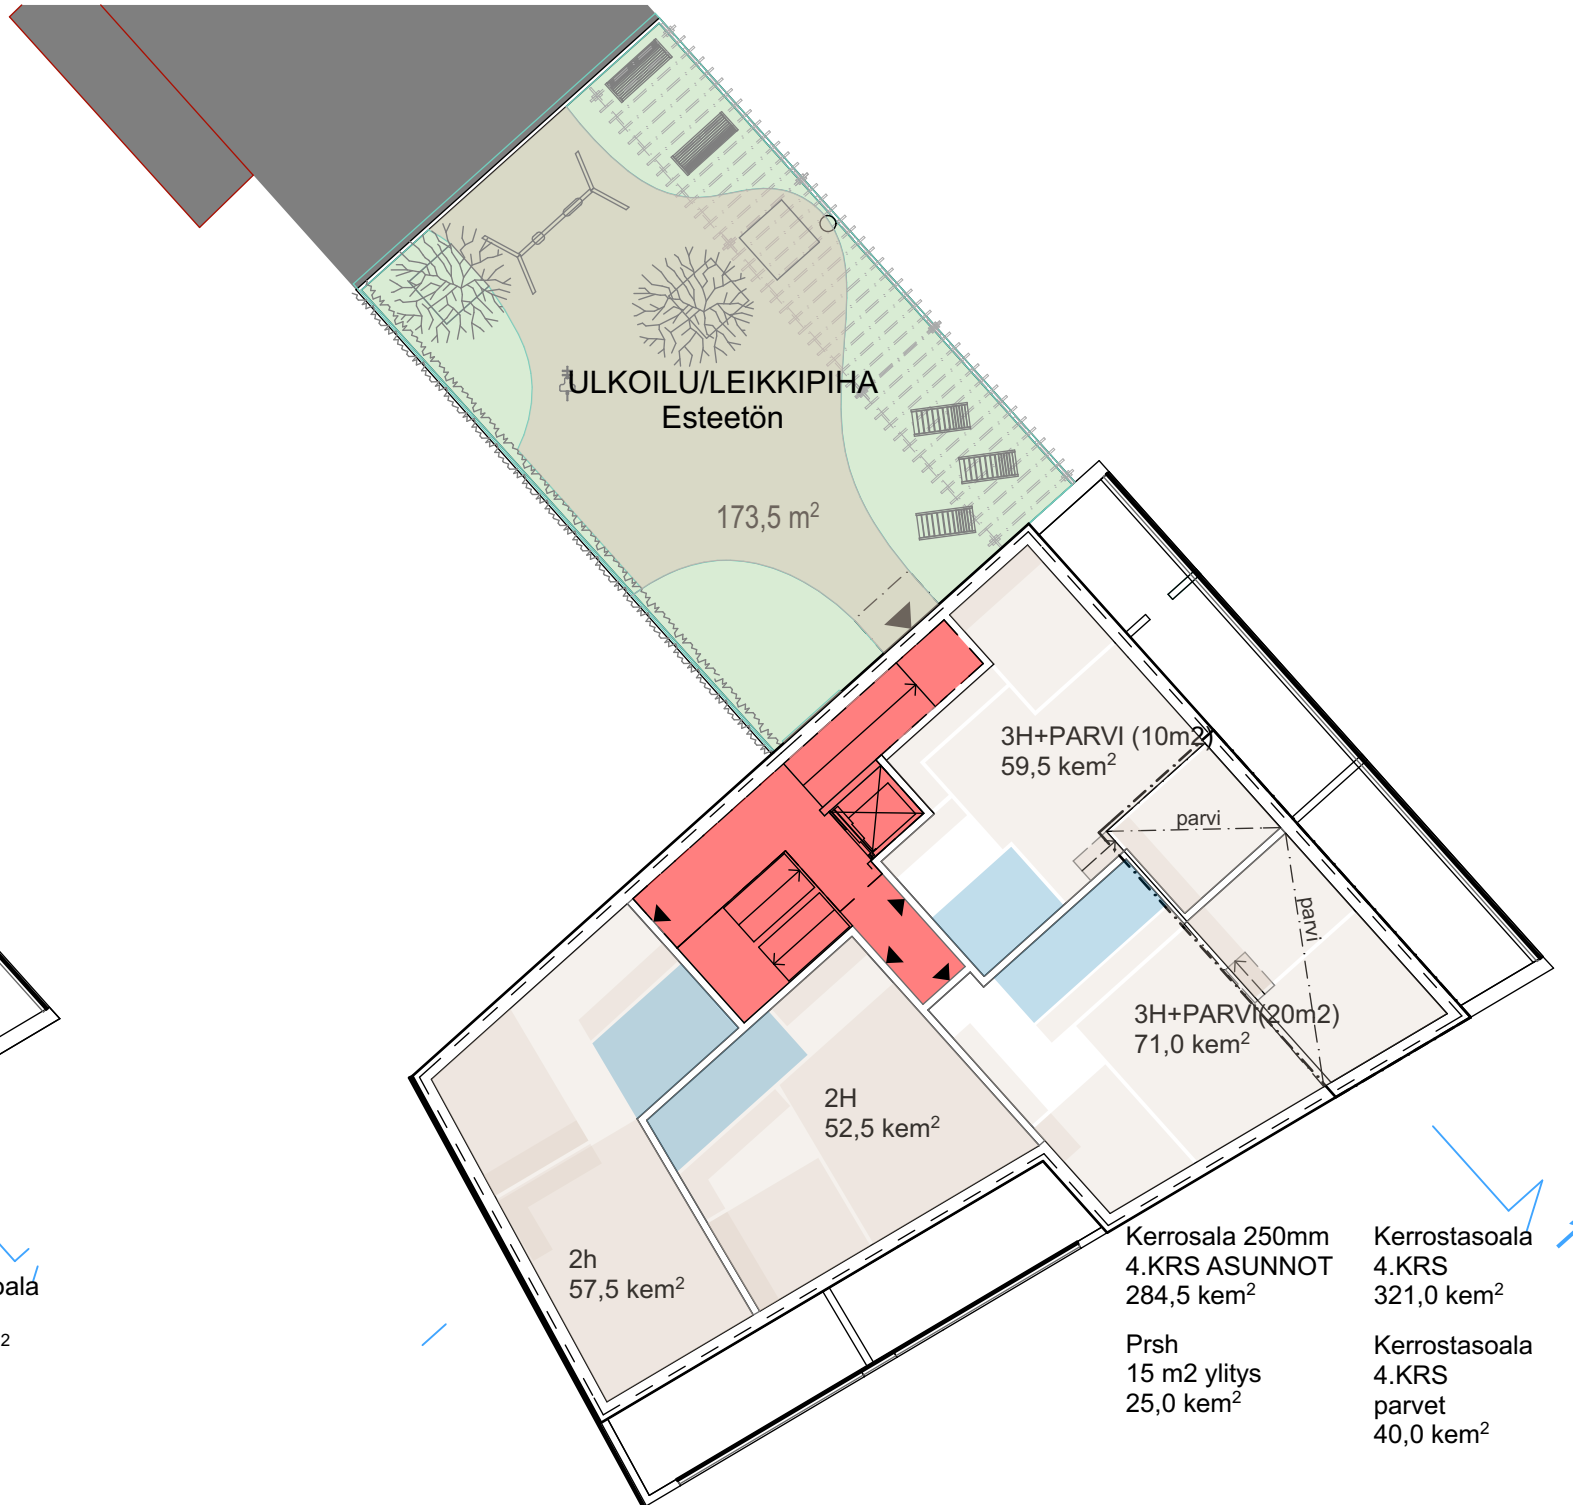 ULKOILU/LEIKKIPIHA
Esteetön
173,5 m²
3H+PARVI (10m2)
59,5 kem²
parvi
parvi
3H+PARVI(20m2)
71,0 kem²
2H
52,5 kem²
2h
57,5 kem²
oala
2
Kerrosala 250mm
4.KRS ASUNNOT
284,5 kem²
Prsh
15 m2 ylitys
25,0 kem²
Kerrostasoala
4.KRS
321,0 kem²
Kerrostasoala
4.KRS
parvet
40,0 kem²